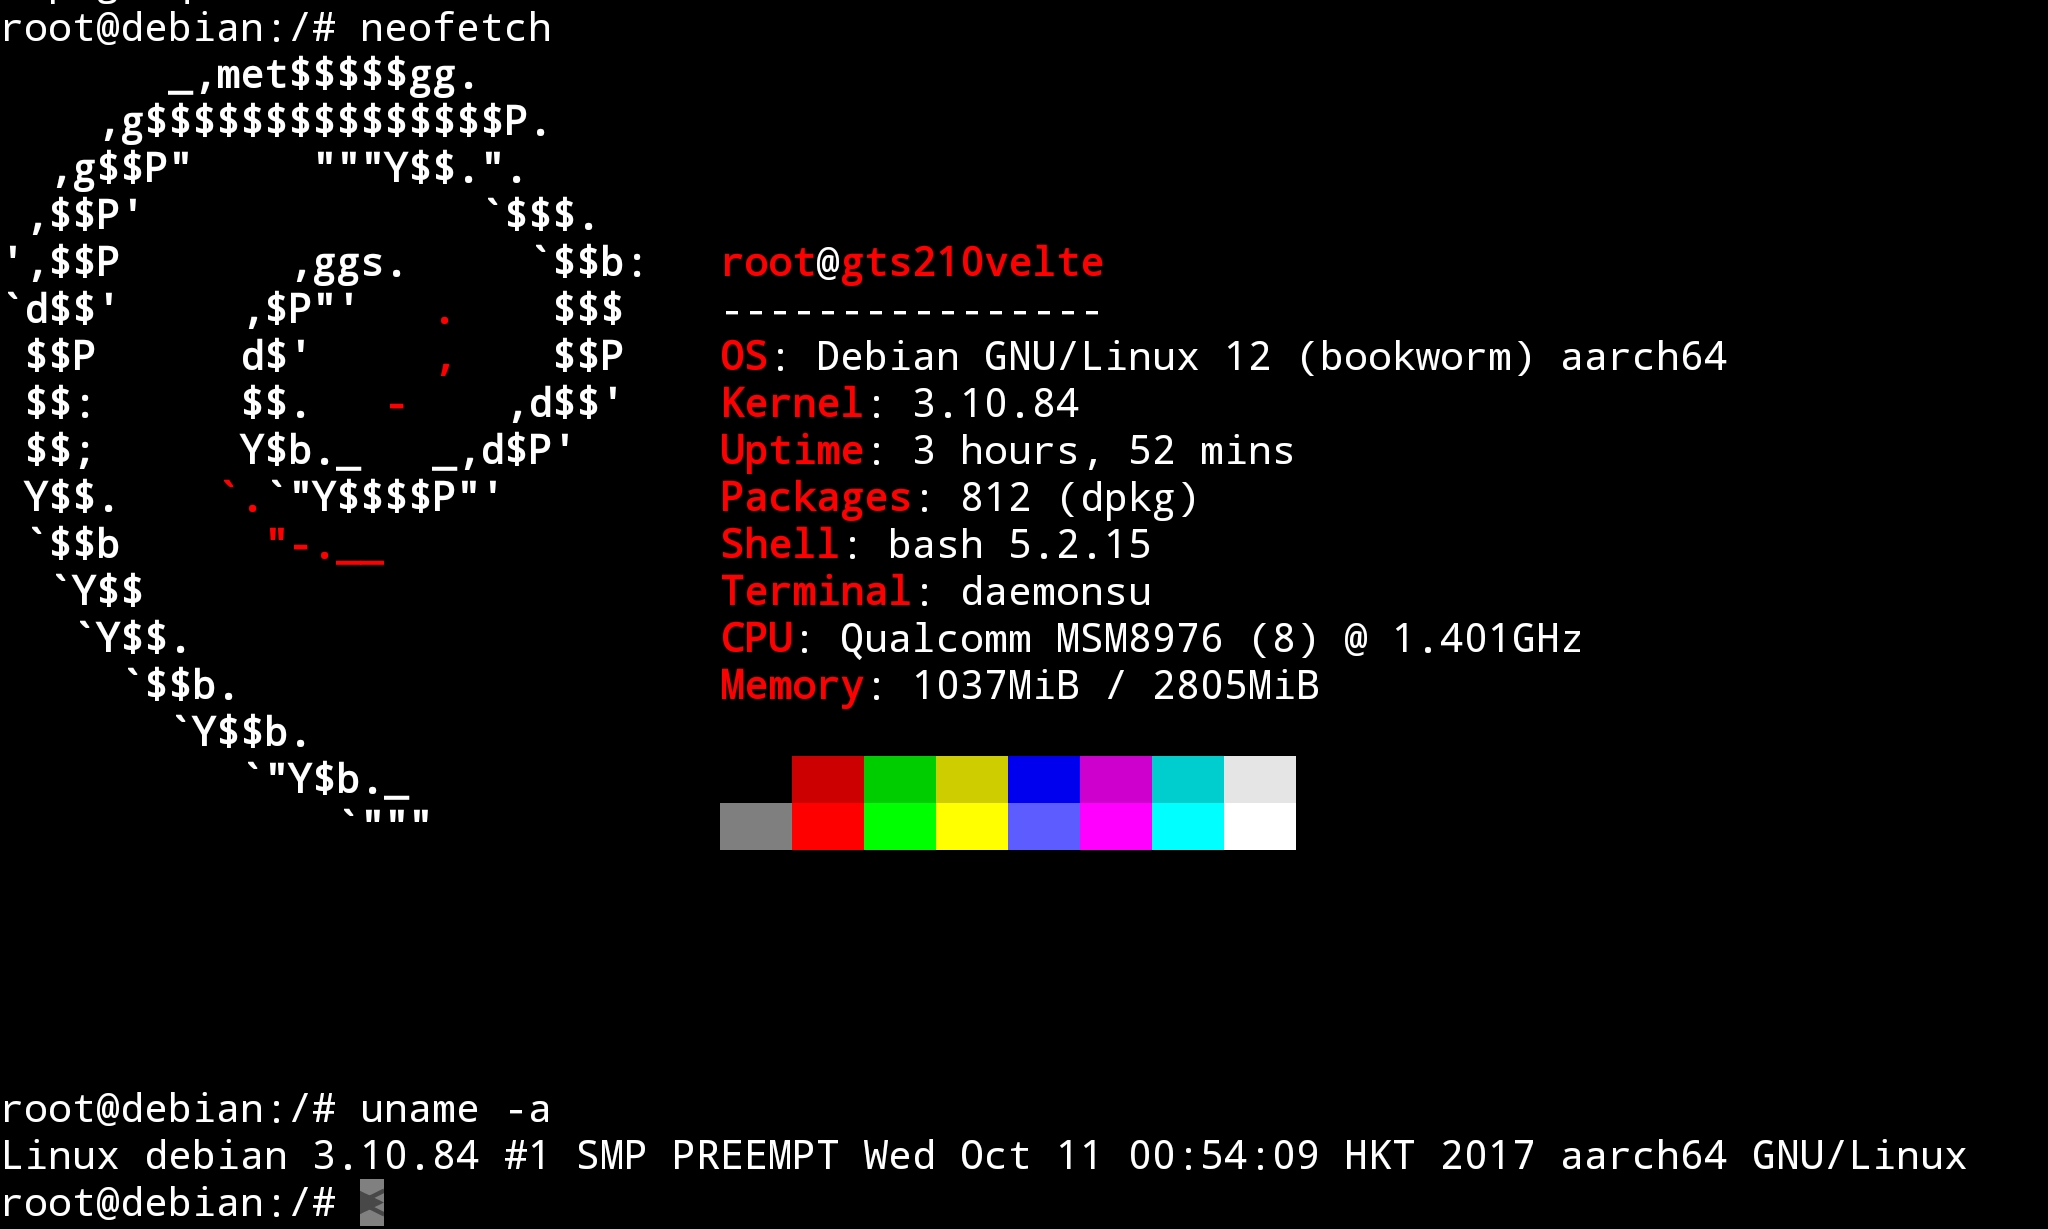 root@debian:/# neofetch
_,met$$$$$gg.
,g$$$$$$$$$$$$$$$P.
,g$$P"     """Y$$.".
,$$P'              `$$$.
',$$P       ,ggs.     `$$b:   root@gts210velte
`d$$'     ,$P"'   .    $$$    ----------------
$$P      d$'     ,    $$P    OS: Debian GNU/Linux 12 (bookworm) aarch64
$$:      $$.   -    ,d$$'    Kernel: 3.10.84
$$;      Y$b._   _,d$P'      Uptime: 3 hours, 52 mins
Y$$.    `.`"Y$$$$P"'         Packages: 812 (dpkg)
`$$b      "-.__              Shell: bash 5.2.15
`Y$$                        Terminal: daemonsu
`Y$$.                      CPU: Qualcomm MSM8976 (8) @ 1.401GHz
`$$b.                    Memory: 1037MiB / 2805MiB
`Y$$b.
`"Y$b._
`"""
root@debian:/# uname -a
Linux debian 3.10.84 #1 SMP PREEMPT Wed Oct 11 00:54:09 HKT 2017 aarch64 GNU/Linux
root@debian:/#